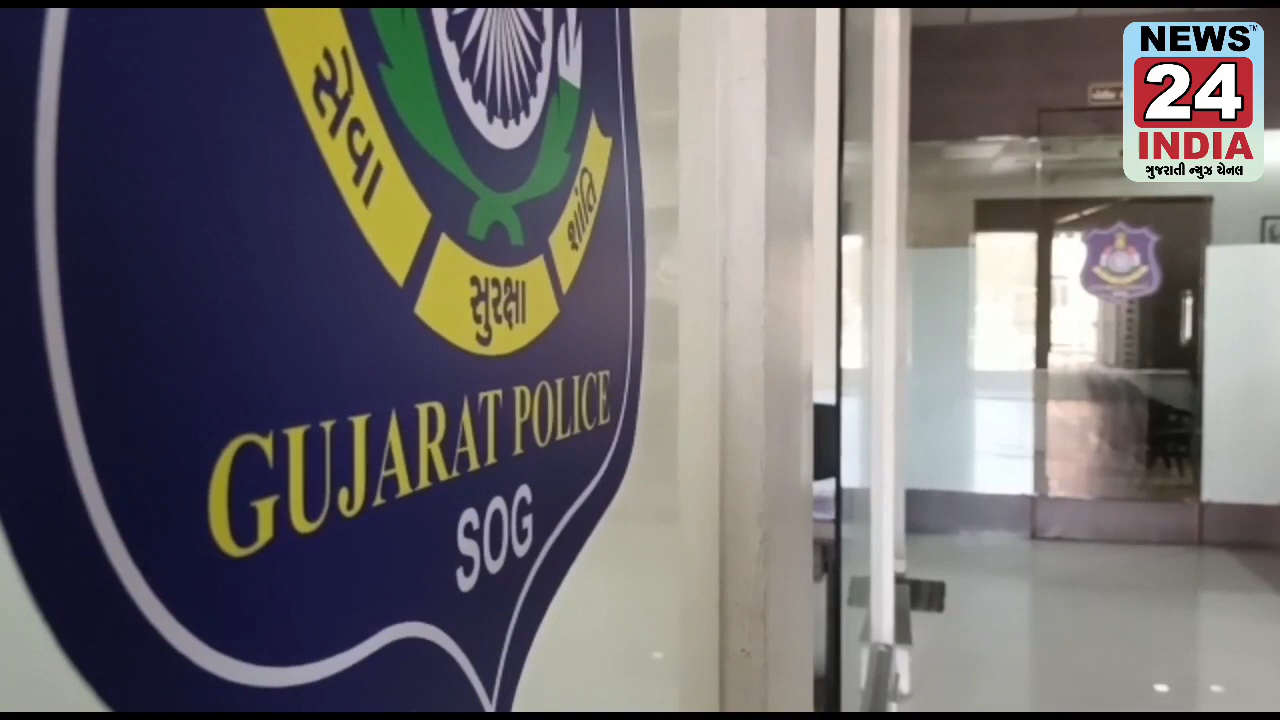 સેવા
સુરક્ષા
શાંતિ
GUJARAT POLICE
SOG
NEWS
24
INDIA
ગુજરાતી ન્યુઝ ચેનલ